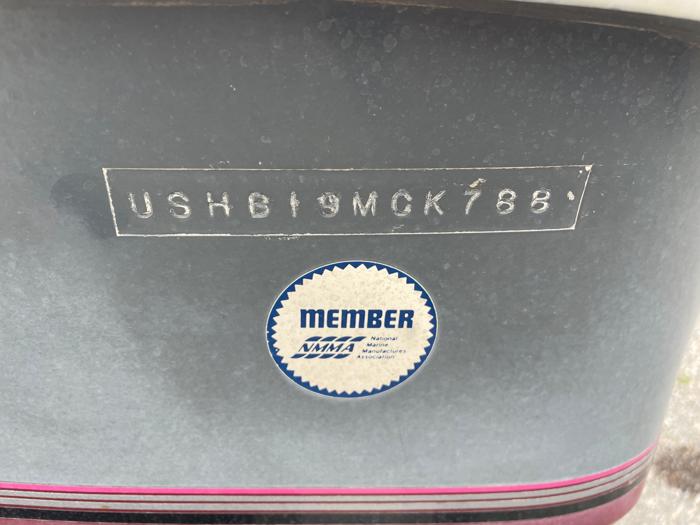 USHB19MCK788
MEMBER
NMMA
National
Marine
Manufacturers
Association